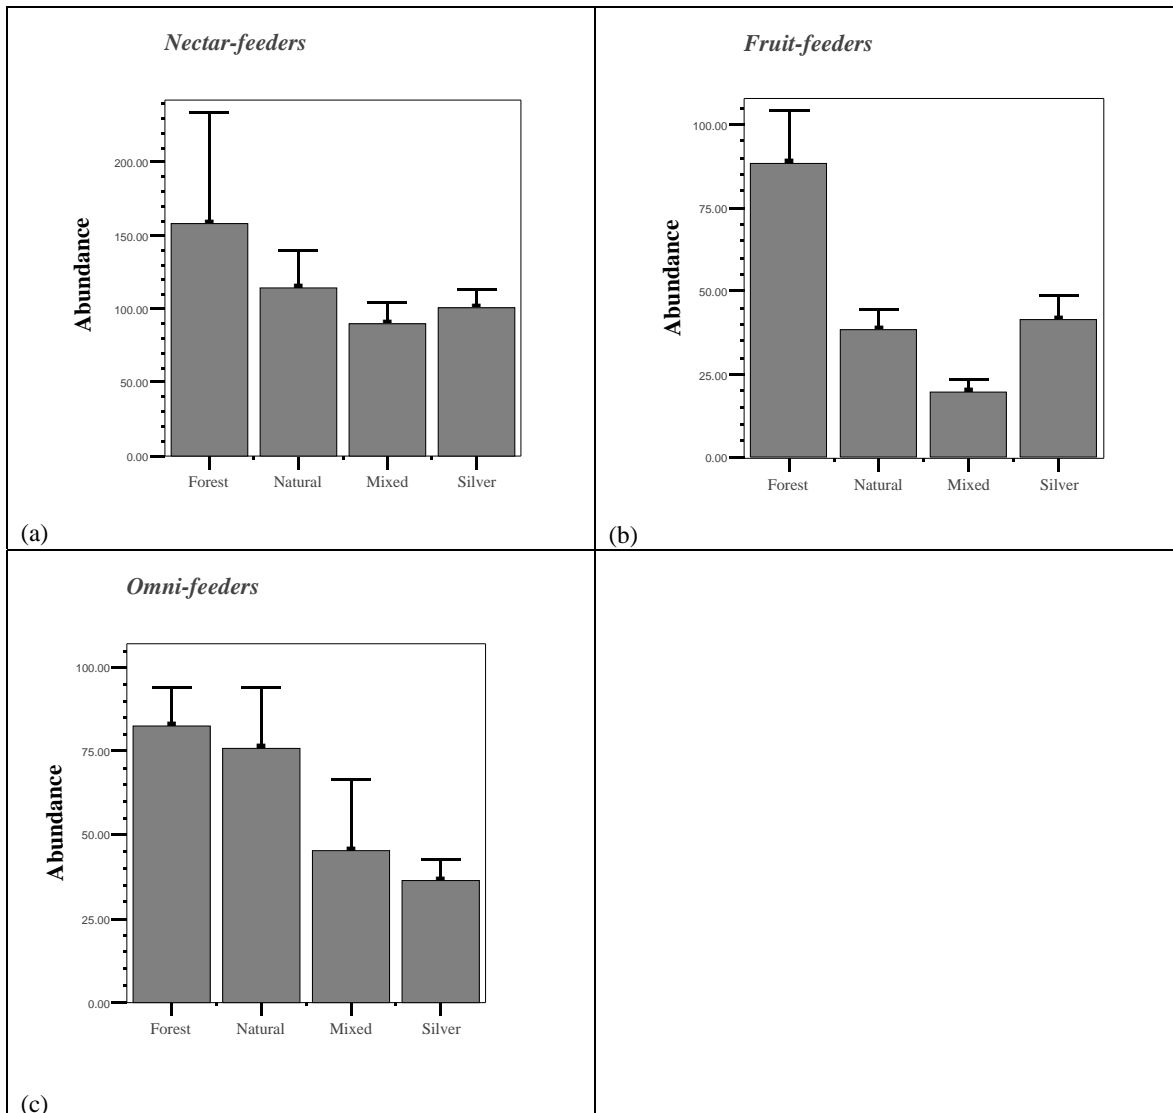 Nectar-feeders
Abundance
200.00
150.00
100.00
50.00
0.00
Forest Natural Mixed Silver
(a)
Fruit-feeders
Abundance
100.00
75.00
50.00
25.00
0.00
Forest Natural Mixed Silver
(b)
Omni-feeders
Abundance
100.00
75.00
50.00
25.00
0.00
Forest Natural Mixed Silver
(c)